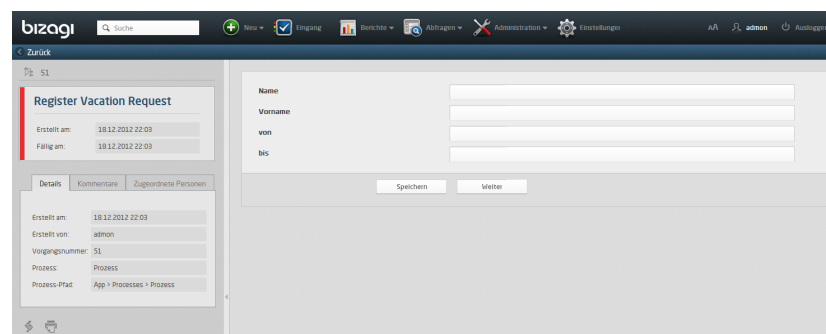 bizagi Suche Neu Eingang Berichte Abfragen Administration Einstellungen AA admon Auslogge
< Zurück
51
Register Vacation Request
Erstellt am: 18.12.2012 22:03
Fällig am: 18.12.2012 22:03
Details Kommentare Zugeordnete Personen
Erstellt am: 18.12.2012 22:03
Erstellt von: admon
Vorgangsnummer: 51
Prozess: Prozess
Prozess-Pfad: App > Processes > Prozess
Name
Vorname
von
bis
Speichern Weiter